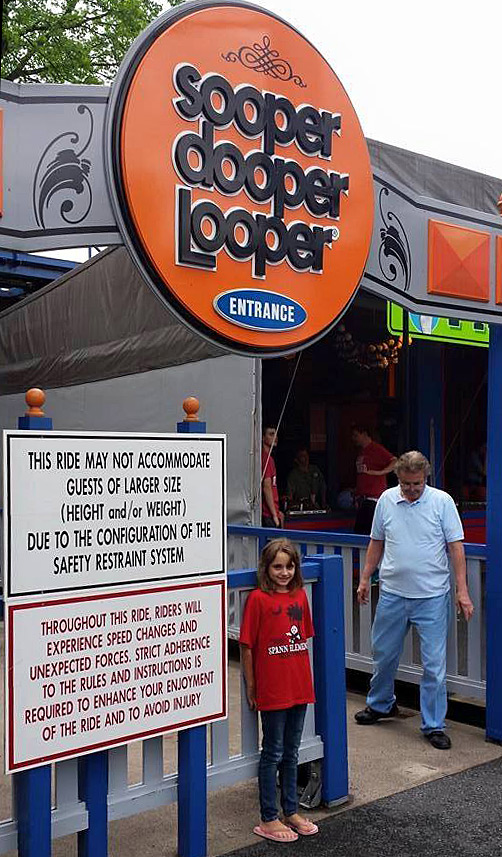 sooper
dooper
Looper®
ENTRANCE
THIS RIDE MAY NOT ACCOMMODATE
GUESTS OF LARGER SIZE
(HEIGHT and/or WEIGHT)
DUE TO THE CONFIGURATION OF THE
SAFETY RESTRAINT SYSTEM
THROUGHOUT THIS RIDE, RIDERS WILL
EXPERIENCE SPEED CHANGES AND
UNEXPECTED FORCES. STRICT ADHERENCE
TO THE RULES AND INSTRUCTIONS IS
REQUIRED TO ENHANCE YOUR ENJOYMENT
OF THE RIDE AND TO AVOID INJURY
SPANN